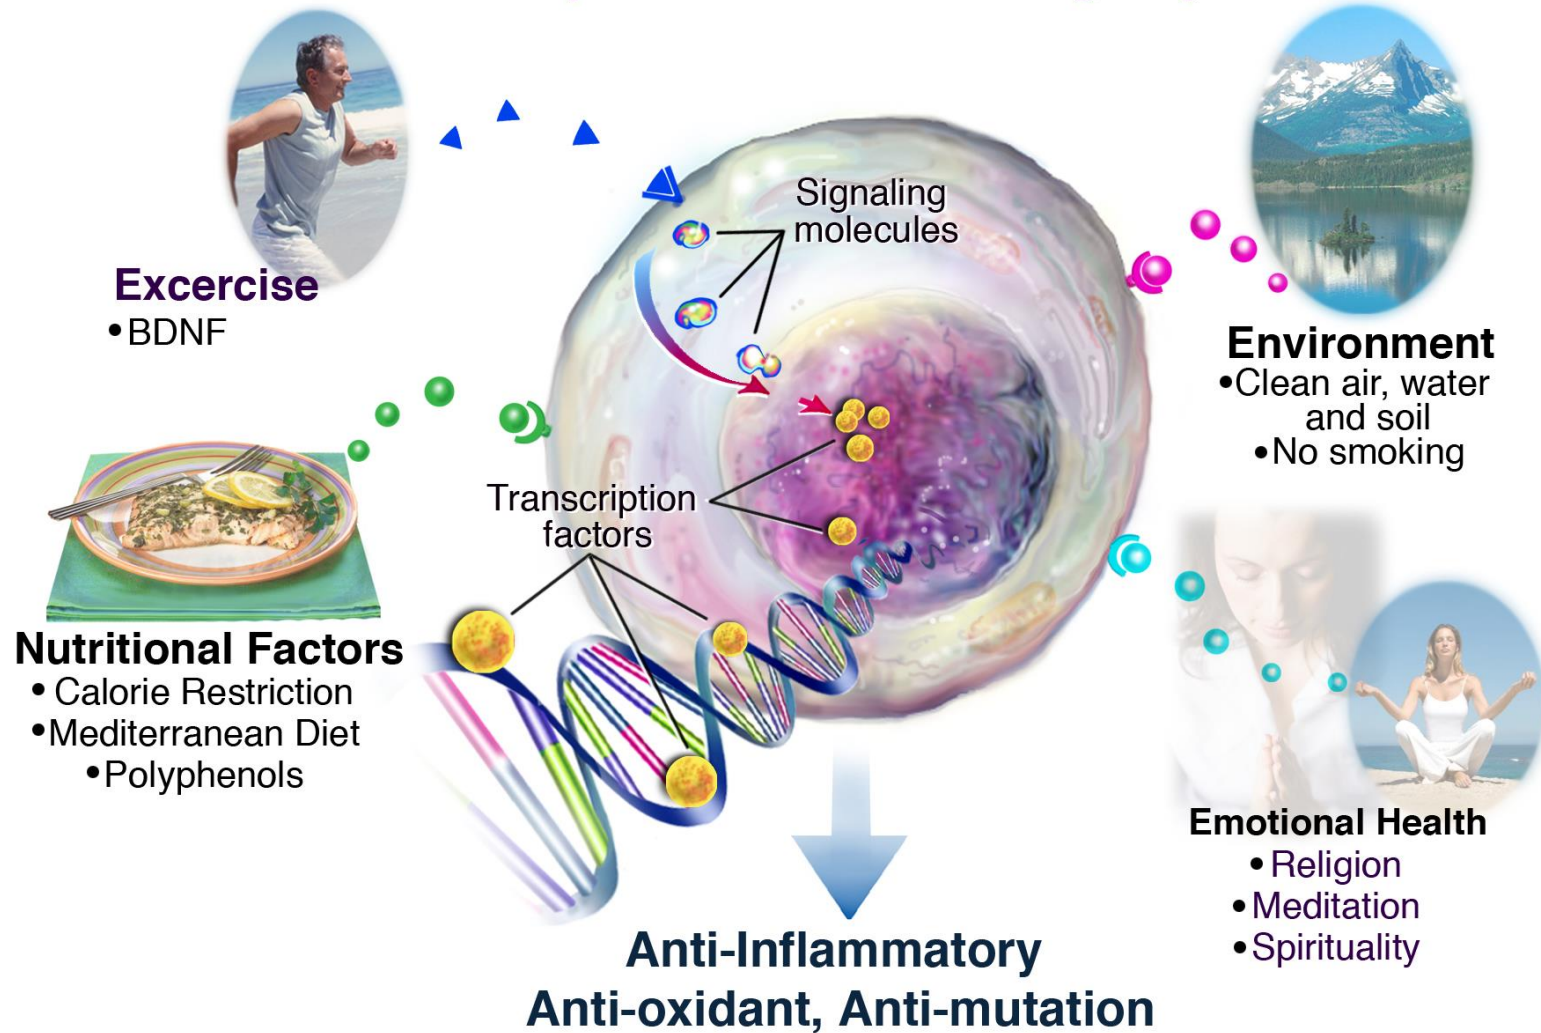 Signaling
molecules
Excercise
•BDNF
Environment
•Clean air, water
and soil
•No smoking
Transcription
factors
Nutritional Factors
• Calorie Restriction
•Mediterranean Diet
•Polyphenols
Emotional Health
• Religion
•Meditation
•Spirituality
Anti-Inflammatory
Anti-oxidant, Anti-mutation